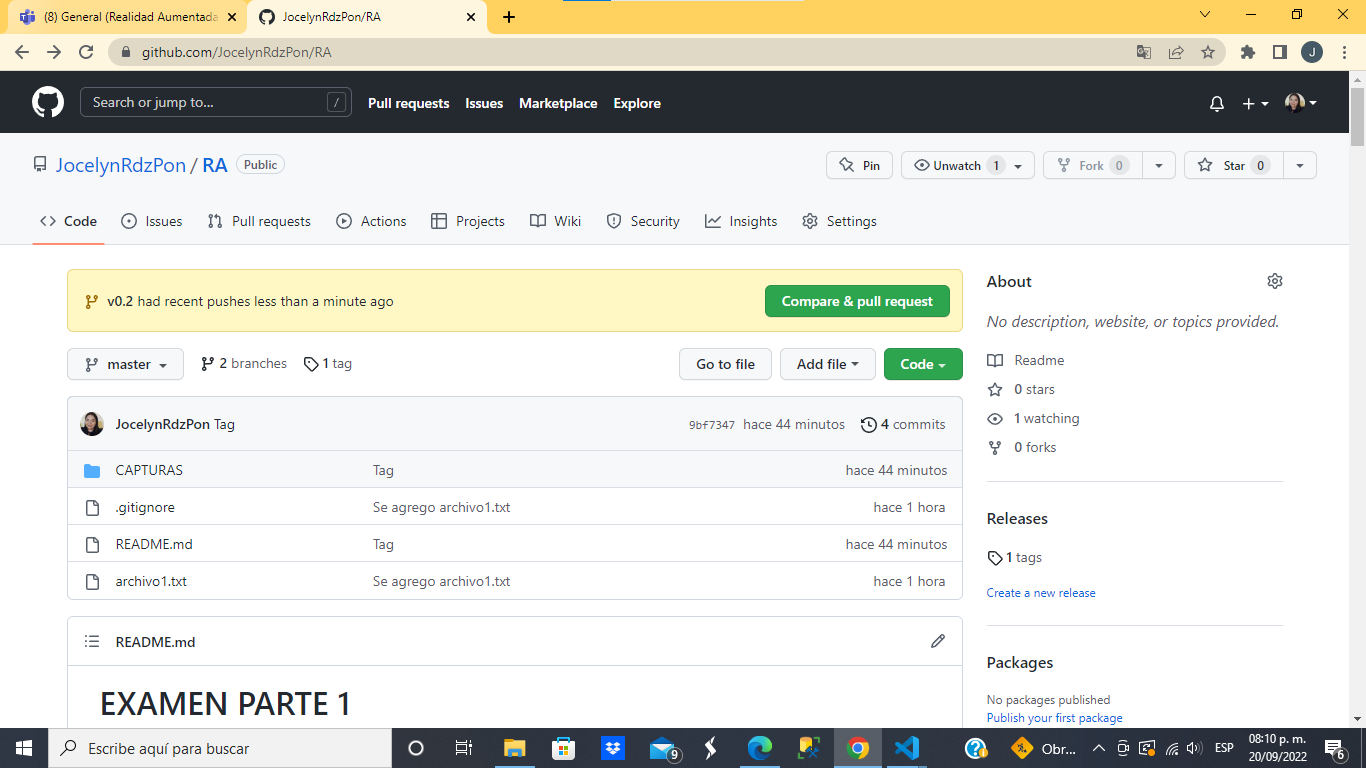 (8) General (Realidad Aumentada
JocelynRdzPon/RA
github.com/JocelynRdzPon/RA
J
Search or jump to...
/
Pull requests
Issues
Marketplace
Explore
JocelynRdzPon / RA
Public
Pin
Unwatch 1
Fork 0
Star 0
Code
Issues
Pull requests
Actions
Projects
Wiki
Security
Insights
Settings
v0.2 had recent pushes less than a minute ago
Compare & pull request
master
2 branches
1 tag
Go to file
Add file
Code
JocelynRdzPon Tag
9bf7347 hace 44 minutos
4 commits
CAPTURAS
Tag
hace 44 minutos
.gitignore
Se agrego archivo1.txt
hace 1 hora
README.md
Tag
hace 44 minutos
archivo1.txt
Se agrego archivo1.txt
hace 1 hora
README.md
EXAMEN PARTE 1
About
No description, website, or topics provided.
Readme
0 stars
1 watching
0 forks
Releases
1 tags
Create a new release
Packages
No packages published
Publish your first package
Escribe aquí para buscar
9
Obr...
ESP
08:10 p. m.
20/09/2022
6